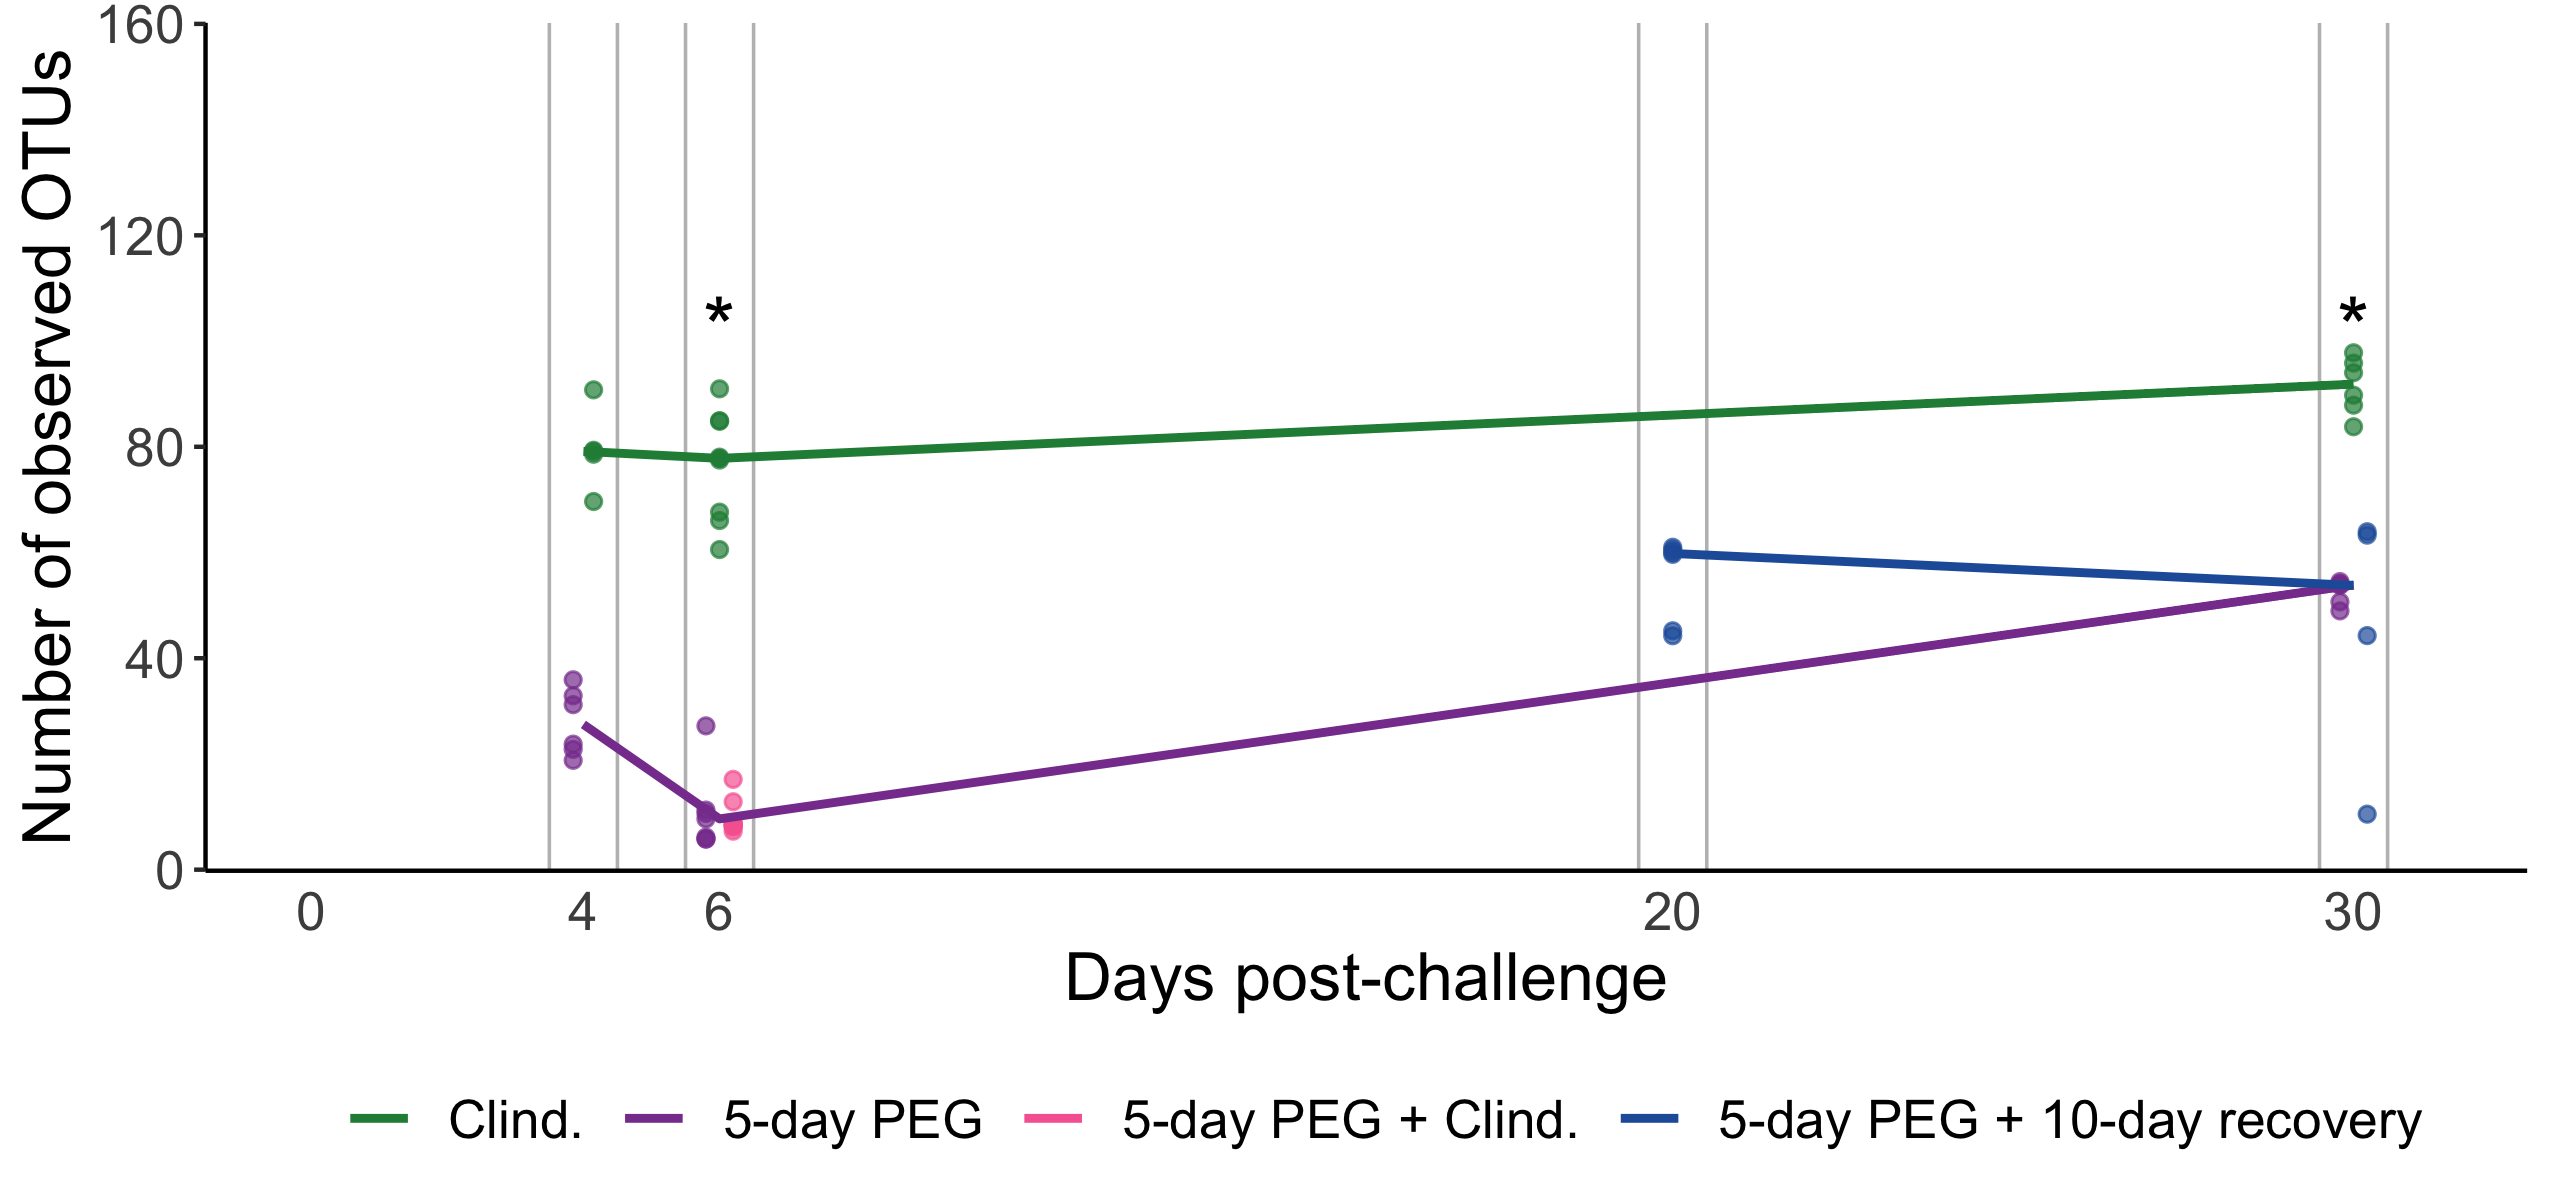 Number of observed OTUs
160
120
80
40
0
* *
0 4 6 20 30
Days post-challenge
Clind. 5-day PEG 5-day PEG + Clind. 5-day PEG + 10-day recovery